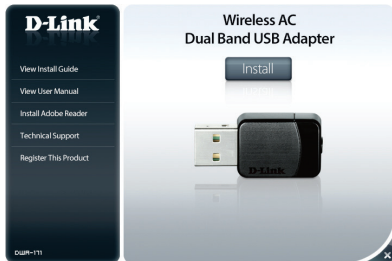 D-Link
View Install Guide
View User Manual
Install Adobe Reader
Technical Support
Register This Product
DWA-171
Wireless AC
Dual Band USB Adapter
Install
D-Link